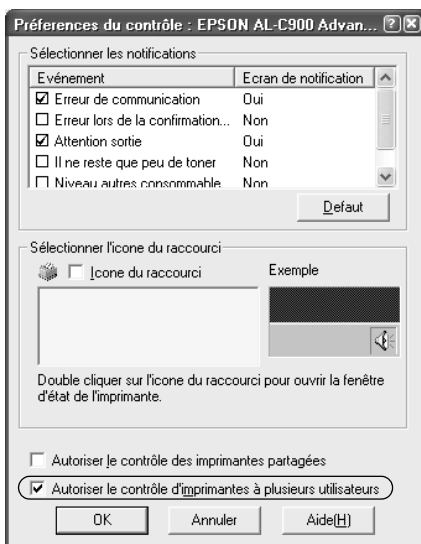 Préferences du contrôle : EPSON AL-C900 Advan...
Sélectionner les notifications
Evénement Ecran de notification
Erreur de communication Oui
Erreur lors de la confirmation... Non
Attention sortie Oui
Il ne reste que peu de toner Non
Niveau autres consommable Non
Defaut
Sélectionner l'icone du raccourci
Icone du raccourci Exemple
Double cliquer sur l'icone du raccourci pour ouvrir la fenêtre
d'état de l'imprimante.
Autoriser le contrôle des imprimantes partagées
Autoriser le contrôle d'imprimantes à plusieurs utilisateurs
OK Annuler Aide(H)